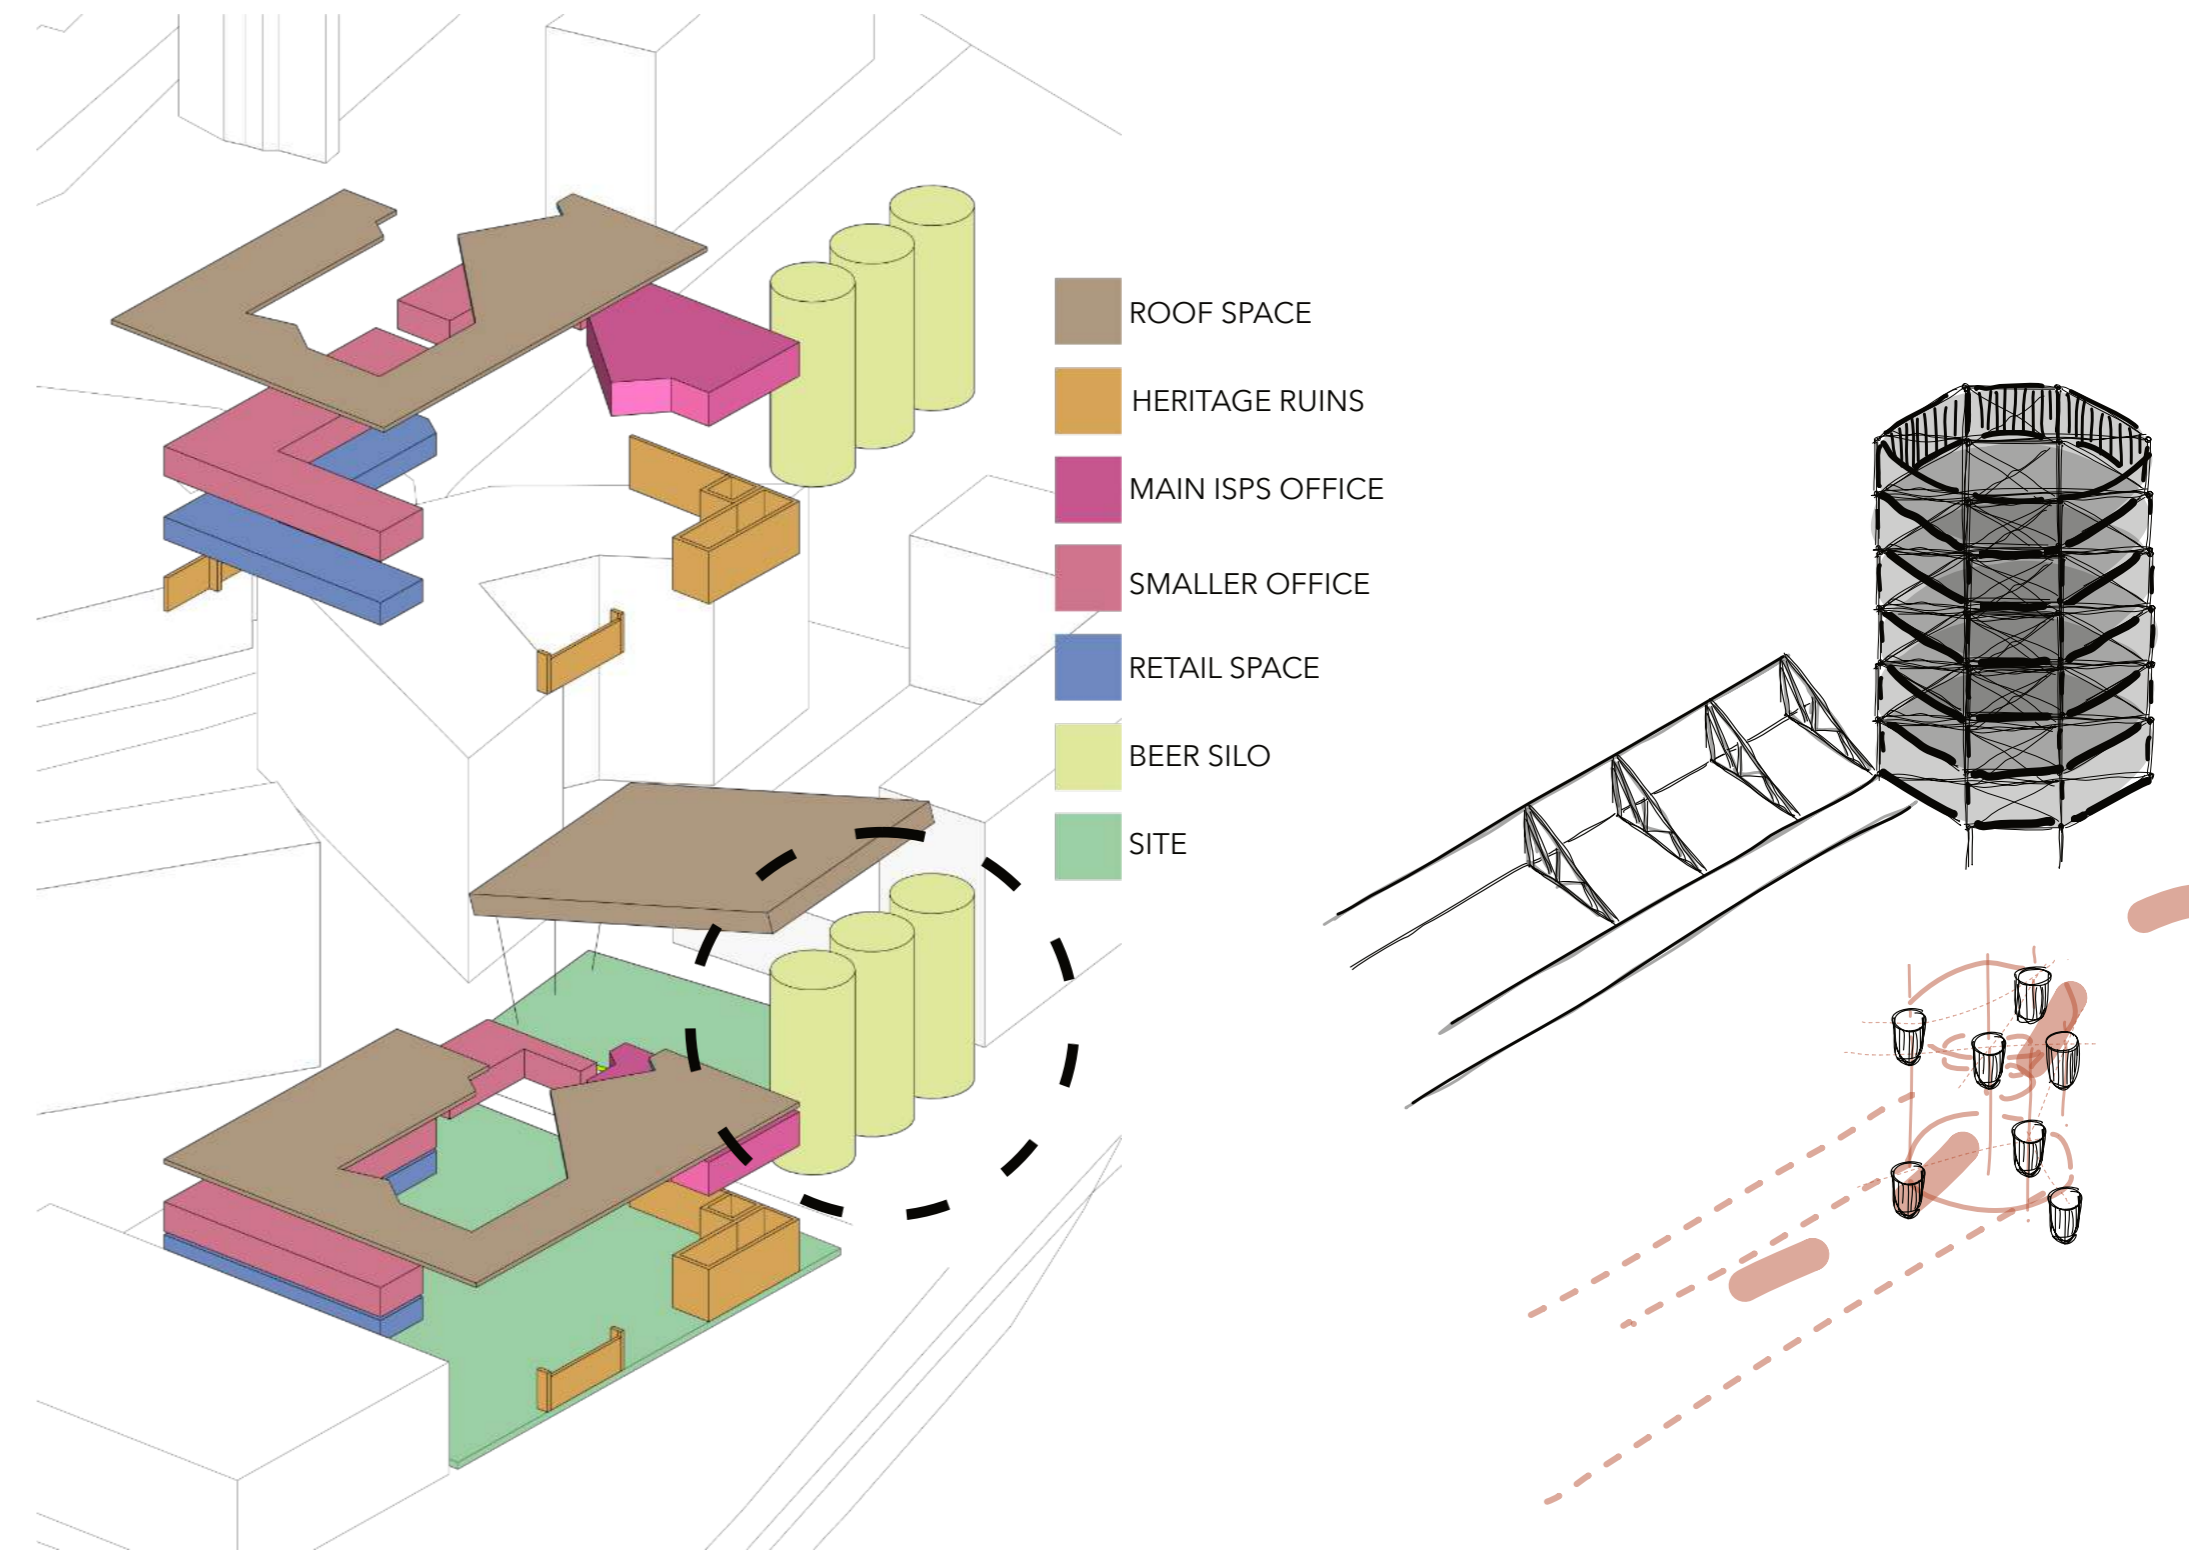 ROOF SPACE
HERITAGE RUINS
MAIN ISPS OFFICE
SMALLER OFFICE
RETAIL SPACE
BEER SILO
SITE